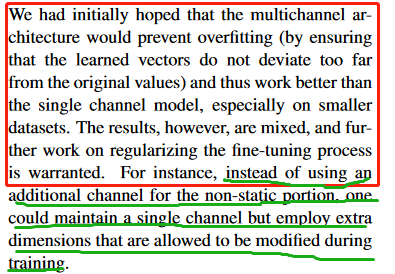 We had initially hoped that the multichannel ar-
chitecture would prevent overfitting (by ensuring
that the learned vectors do not deviate too far
from the original values) and thus work better than
the single channel model, especially on smaller
datasets. The results, however, are mixed, and fur-
ther work on regularizing the fine-tuning process
is warranted. For instance, instead of using an
additional channel for the non-static portion, one
could maintain a single channel but employ extra
dimensions that are allowed to be modified during
training.